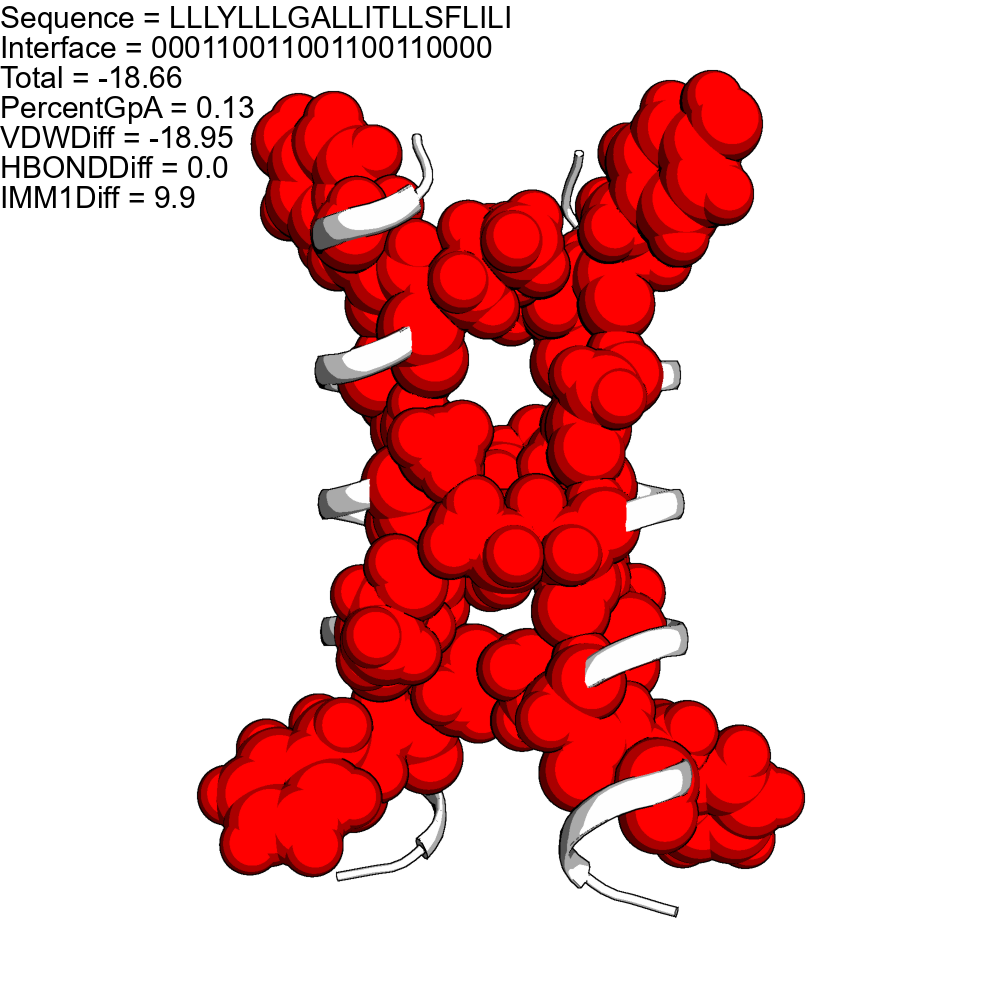 Sequence = LLLYLLLGALLITLLSFLILI
Interface = 000110011001100110000
Total = -18.66
PercentGpA = 0.13
VDWDiff = -18.95
HBONDDiff = 0.0
IMM1Diff = 9.9